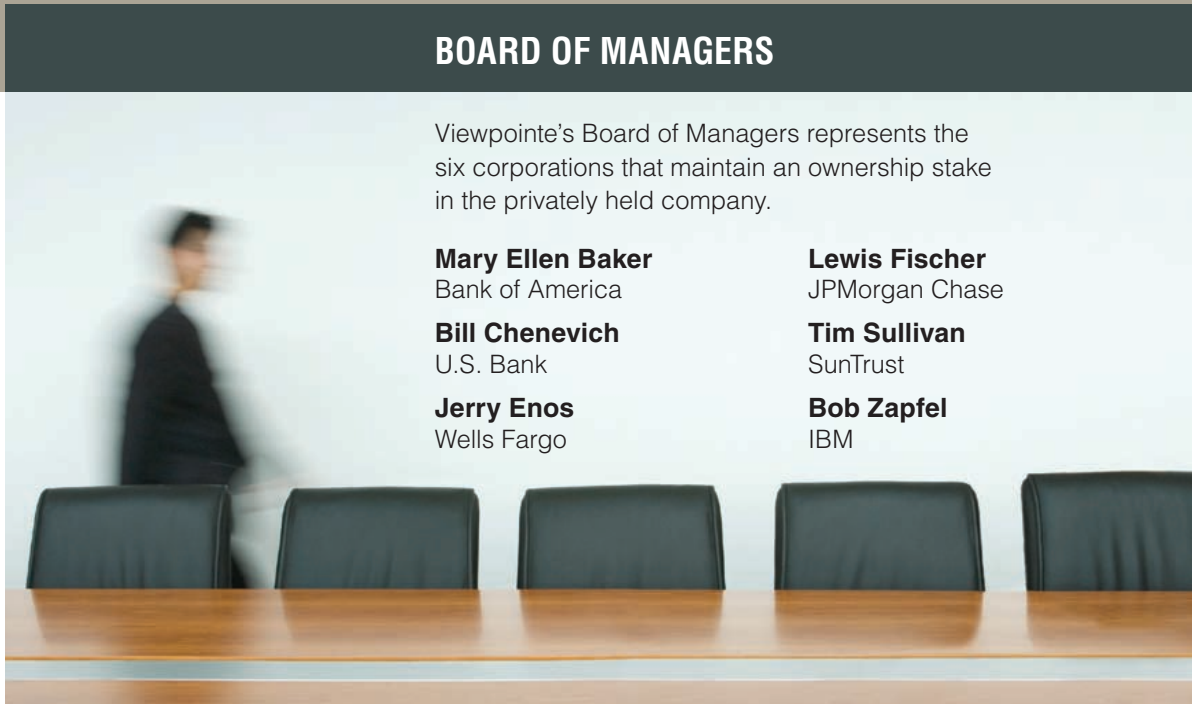 BOARD OF MANAGERS
Viewpointe’s Board of Managers represents the
six corporations that maintain an ownership stake
in the privately held company.
Mary Ellen Baker
Bank of America
Bill Chenevich
U.S. Bank
Jerry Enos
Wells Fargo
Lewis Fischer
JPMorgan Chase
Tim Sullivan
SunTrust
Bob Zapfel
IBM